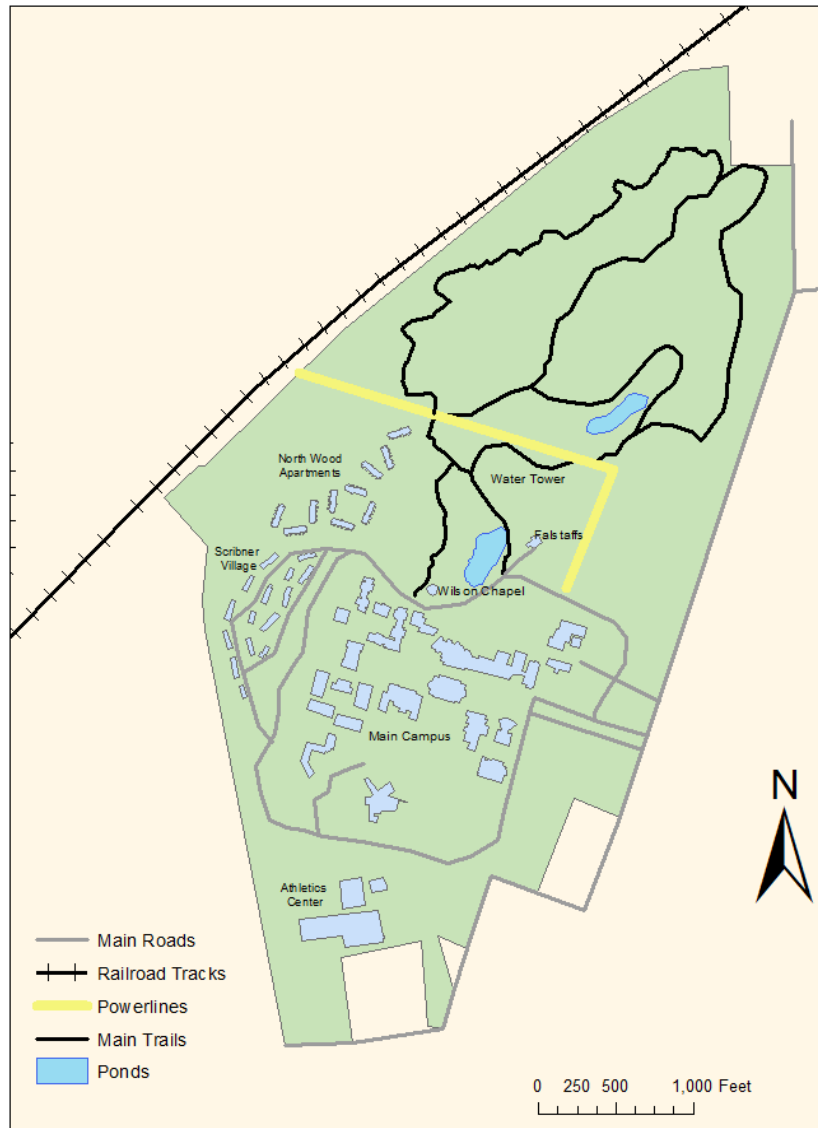 North Wood
Apartments
Water Tower
Scribner
Village
Falstaffs
Wilson Chapel
Main Campus
N
Athletics
Center
Main Roads
Railroad Tracks
Powerlines
Main Trails
Ponds
0 250 500 1,000 Feet